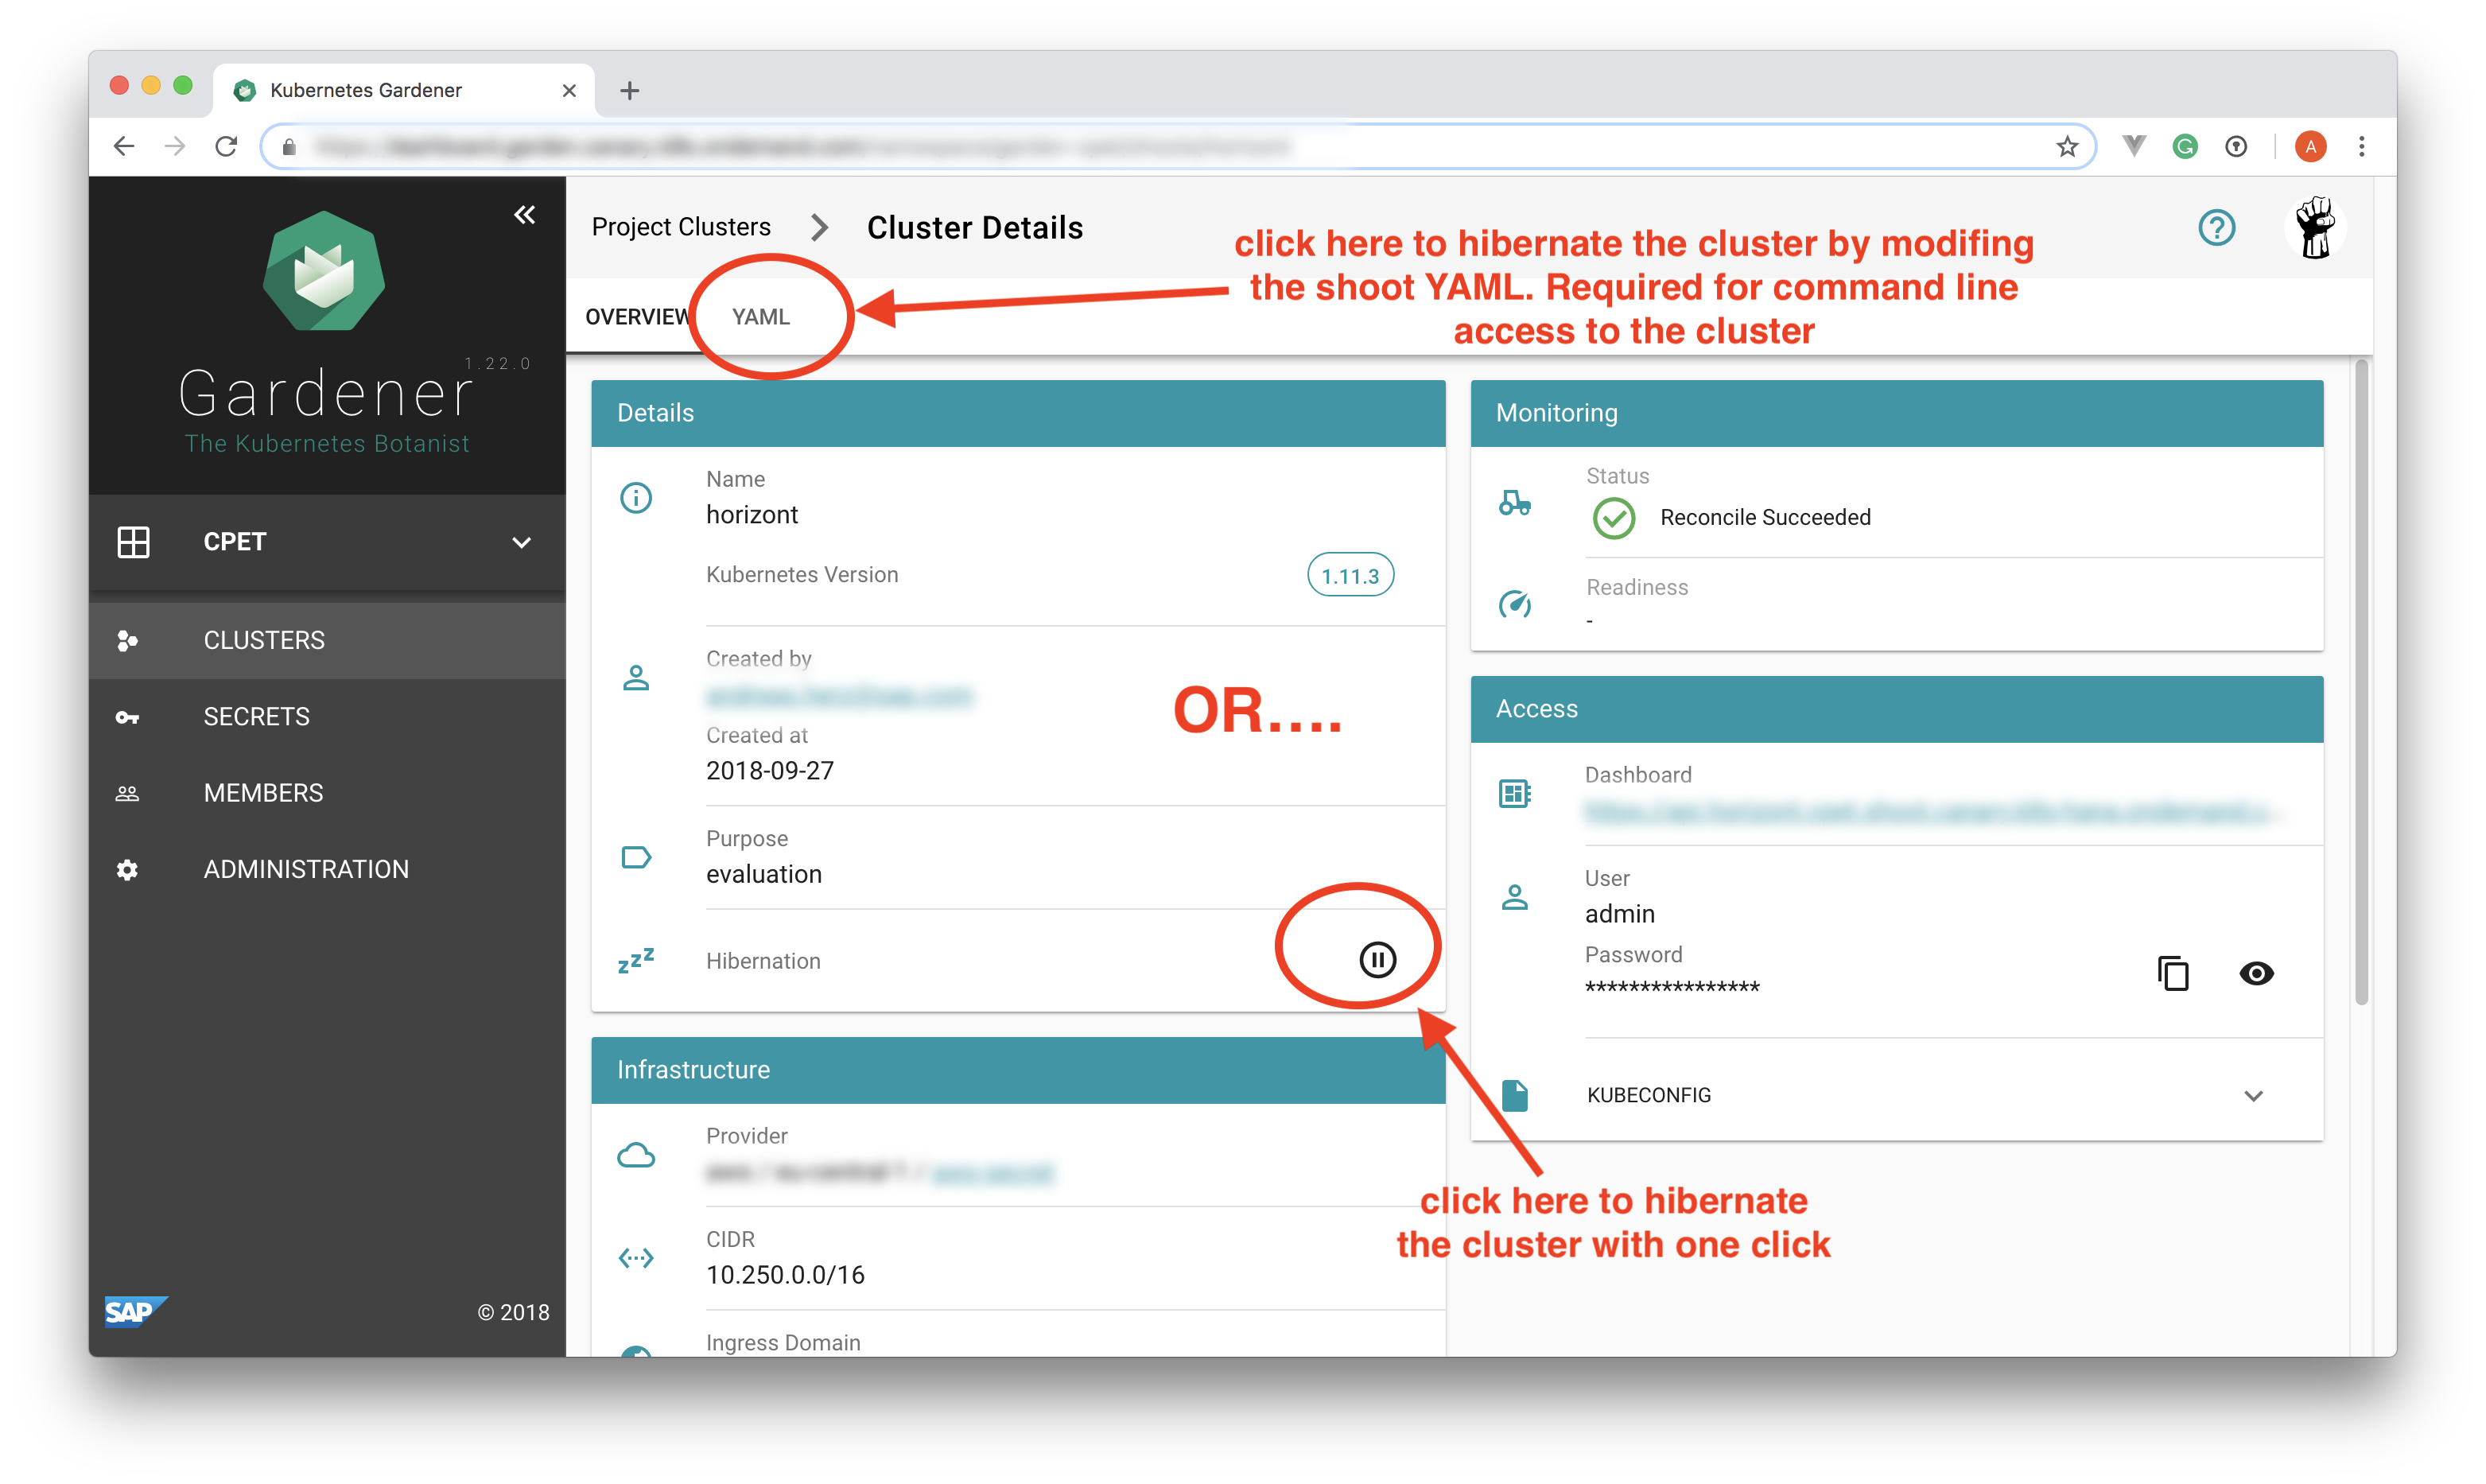 Kubernetes Gardener
A
Project Clusters
Cluster Details
click here to hibernate the cluster by modifing
the shoot YAML. Required for command line
access to the cluster
OVERVIEW
YAML
1.22.0
Gardener
The Kubernetes Botanist
CPET
CLUSTERS
SECRETS
MEMBERS
ADMINISTRATION
SAP
© 2018
Details
Name
horizont
Kubernetes Version
1.11.3
Created by
Created at
2018-09-27
OR....
Purpose
evaluation
zzz
Hibernation
Infrastructure
Provider
CIDR
10.250.0.0/16
Ingress Domain
Monitoring
Status
Reconcile Succeeded
Readiness
-
Access
Dashboard
User
admin
Password
****************
KUBECONFIG
click here to hibernate
the cluster with one click